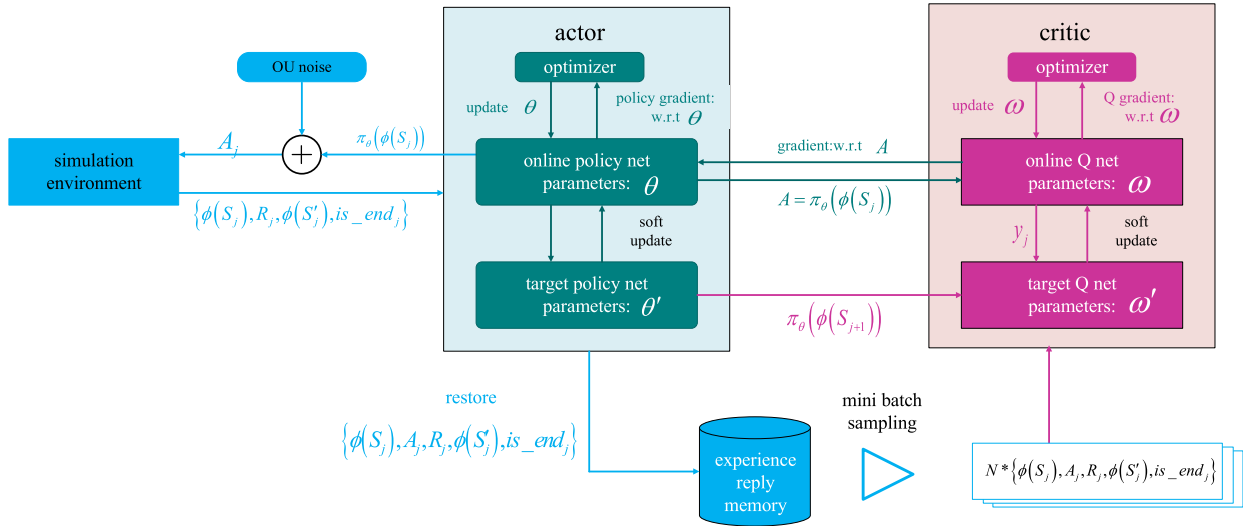 actor
critic
OU noise
optimizer
optimizer
update θ
policy gradient:
w.r.t θ
update ω
Q gradient:
w.r.t ω
simulation
environment
A_j
π_θ(ϕ(S_j))
online policy net
parameters: θ
gradient:w.r.t A
A = π_θ(ϕ(S_j))
online Q net
parameters: ω
{ϕ(S_j), R_j, ϕ(S′_j), is_end_j}
soft
update
y_j
soft
update
target policy net
parameters: θ′
π_θ(ϕ(S_{j+1}))
target Q net
parameters: ω′
restore
{ϕ(S_j), A_j, R_j, ϕ(S′_j), is_end_j}
experience
reply
memory
mini batch
sampling
N*{ϕ(S_j), A_j, R_j, ϕ(S′_j), is_end_j}